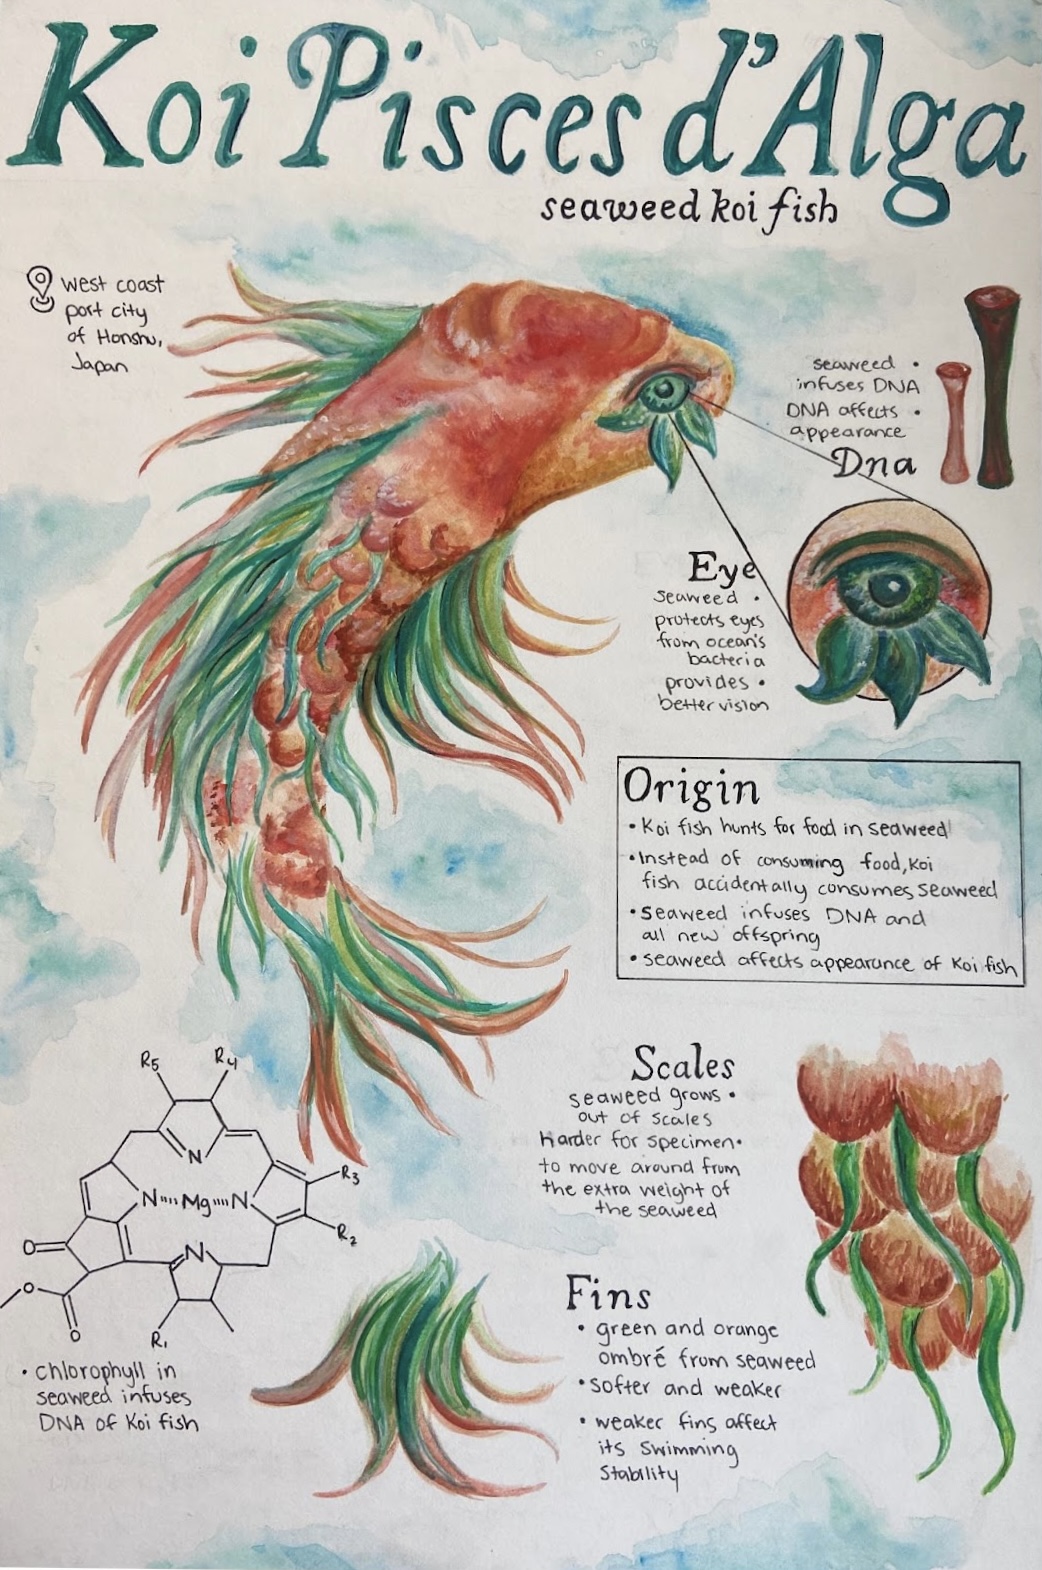 Koi Pisces d'Alga
seaweed koi fish
west coast
port city
of Honshu,
Japan
seaweed •
infuses DNA
DNA affects •
appearance
Dna
Eye
seaweed •
protects eyes
from ocean's
bacteria
provides •
better vision
Origin
• Koi fish hunts for food in seaweed
• Instead of consuming food, Koi
fish accidentally consumes seaweed
• seaweed infuses DNA and
all new offspring
• seaweed affects appearance of Koi fish
Scales
seaweed grows •
out of scales
Harder for specimen •
to move around from
the extra weight of
the seaweed
R5 R4
N
R3
N Mg N
R2
O
N
O
O
R1
• chlorophyll in
seaweed infuses
DNA of Koi fish
Fins
• green and orange
ombré from seaweed
• softer and weaker
• weaker fins affect
its swimming
stability